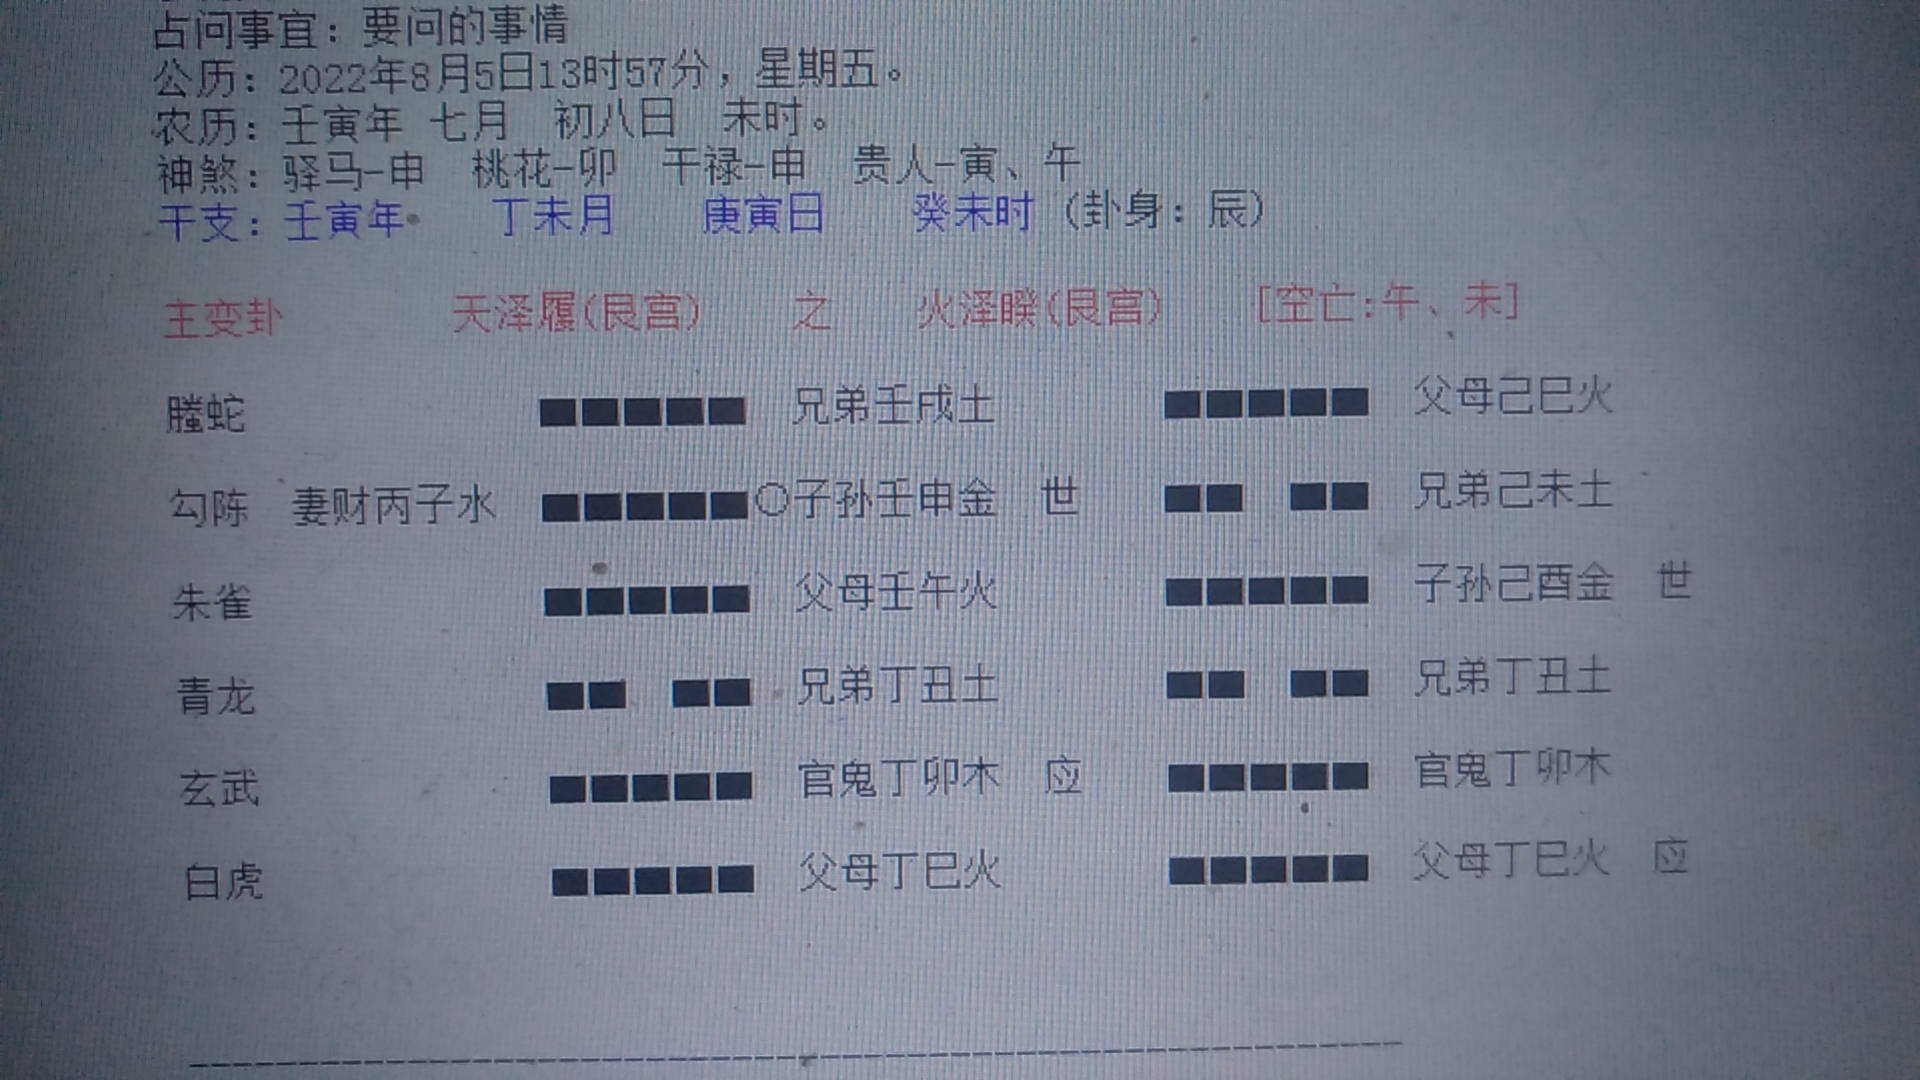 占问事宜：要问的事情
公历：2022年8月5日13时57分，星期五。
农历：壬寅年 七月 初八日 未时。
神煞：驿马-申 桃花-卯 干禄-申 贵人-寅、午
干支：壬寅年 丁未月 庚寅日 癸未时（卦身：辰）
主变卦 天泽履(艮宫) 之 火泽睽(艮宫) [空亡:午、未]
螣蛇 兄弟壬戌土 父母己巳火
勾陈 妻财丙子水 〇子孙壬申金 世 兄弟己未土
朱雀 父母壬午火 子孙己酉金 世
青龙 兄弟丁丑土 兄弟丁丑土
玄武 官鬼丁卯木 应 官鬼丁卯木
白虎 父母丁巳火 父母丁巳火 应